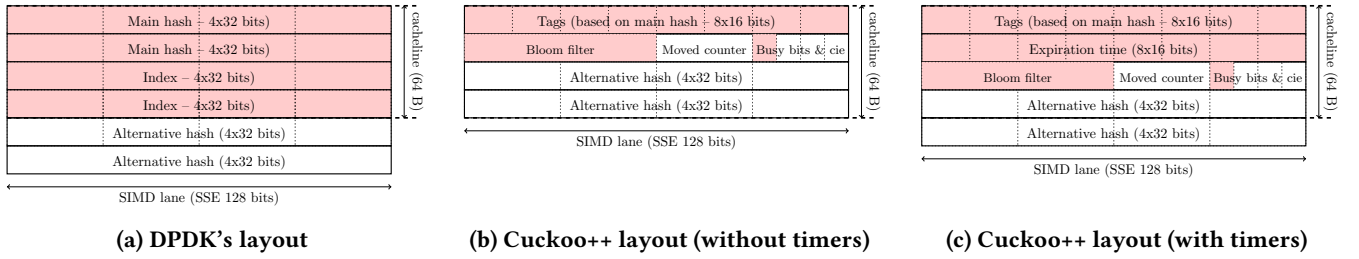 Main hash – 4x32 bits)
Main hash – 4x32 bits)
Index – 4x32 bits)
Index – 4x32 bits)
Alternative hash (4x32 bits)
Alternative hash (4x32 bits)
SIMD lane (SSE 128 bits)
cacheline (64 B)
(a) DPDK's layout
Tags (based on main hash – 8x16 bits)
Bloom filter Moved counter Busy bits & cie
Alternative hash (4x32 bits)
Alternative hash (4x32 bits)
SIMD lane (SSE 128 bits)
cacheline (64 B)
(b) Cuckoo++ layout (without timers)
Tags (based on main hash – 8x16 bits)
Expiration time (8x16 bits)
Bloom filter Moved counter Busy bits & cie
Alternative hash (4x32 bits)
Alternative hash (4x32 bits)
SIMD lane (SSE 128 bits)
cacheline (64 B)
(c) Cuckoo++ layout (with timers)